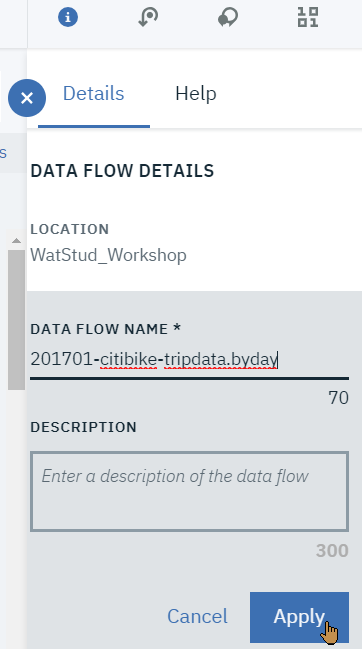 Details Help
DATA FLOW DETAILS
LOCATION
WatStud_Workshop
DATA FLOW NAME *
201701-citibike-tripdata.byday
70
DESCRIPTION
Enter a description of the data flow
300
Cancel Apply